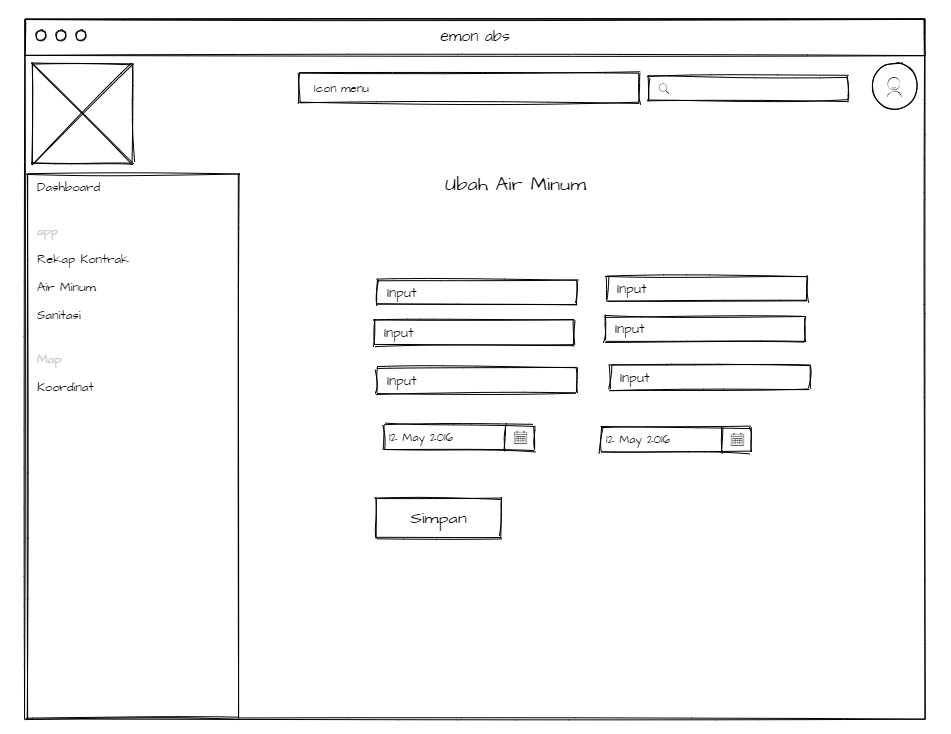 emon abs
Icon menu
Dashboard
app
Rekap Kontrak
Air Minum
Sanitasi
Map
Koordinat
Ubah Air Minum
Input
Input
Input
Input
Input
Input
12 May 2016
12 May 2016
Simpan